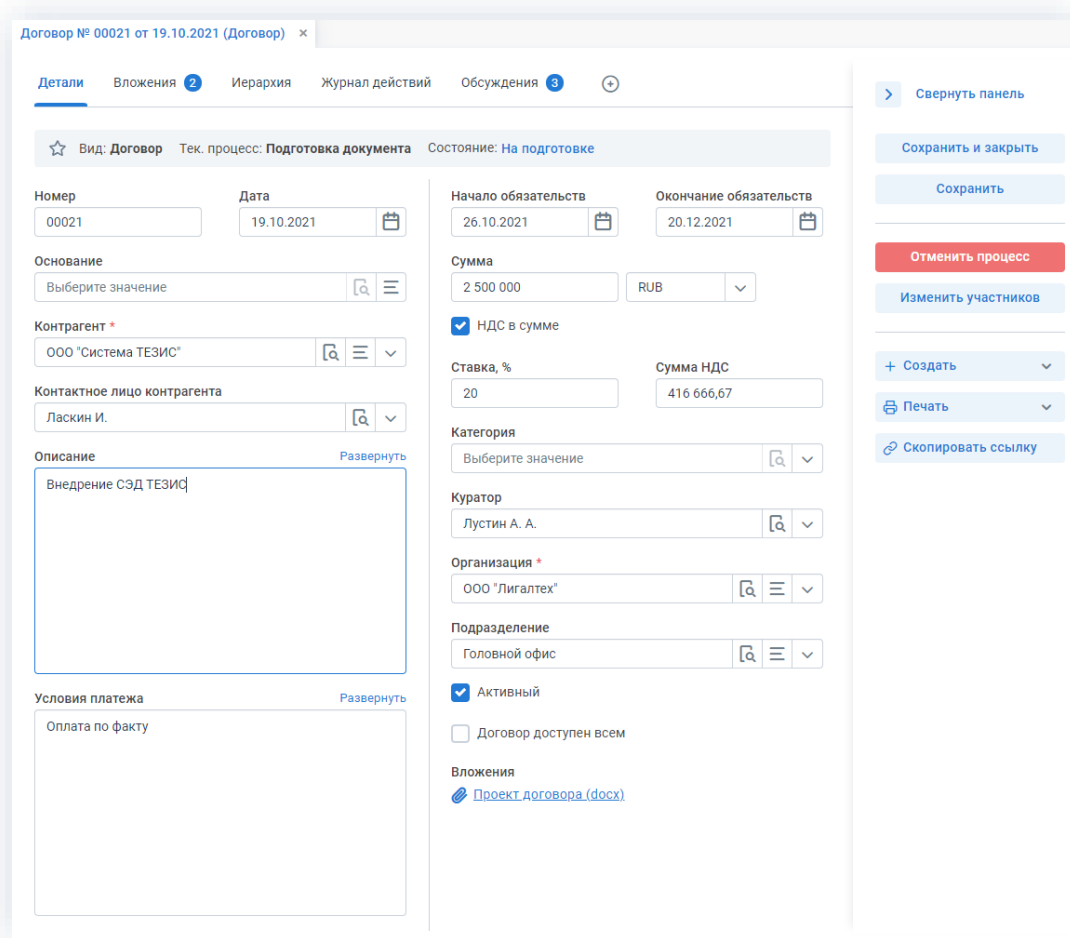 Договор № 00021 от 19.10.2021 (Договор) ×
Детали Вложения 2 Иерархия Журнал действий Обсуждения 3
Вид: Договор Тек. процесс: Подготовка документа Состояние: На подготовке
Номер Дата
00021 19.10.2021
Основание
Выберите значение
Контрагент *
ООО "Система ТЕЗИС"
Контактное лицо контрагента
Ласкин И.
Описание Развернуть
Внедрение СЭД ТЕЗИС
Условия платежа Развернуть
Оплата по факту
Начало обязательств Окончание обязательств
26.10.2021 20.12.2021
Сумма
2 500 000 RUB
НДС в сумме
Ставка, % Сумма НДС
20 416 666,67
Категория
Выберите значение
Куратор
Лустин А. А.
Организация *
ООО "Лигалтех"
Подразделение
Головной офис
Активный
Договор доступен всем
Вложения
Проект договора (docx)
Свернуть панель
Сохранить и закрыть
Сохранить
Отменить процесс
Изменить участников
+ Создать
Печать
Скопировать ссылку